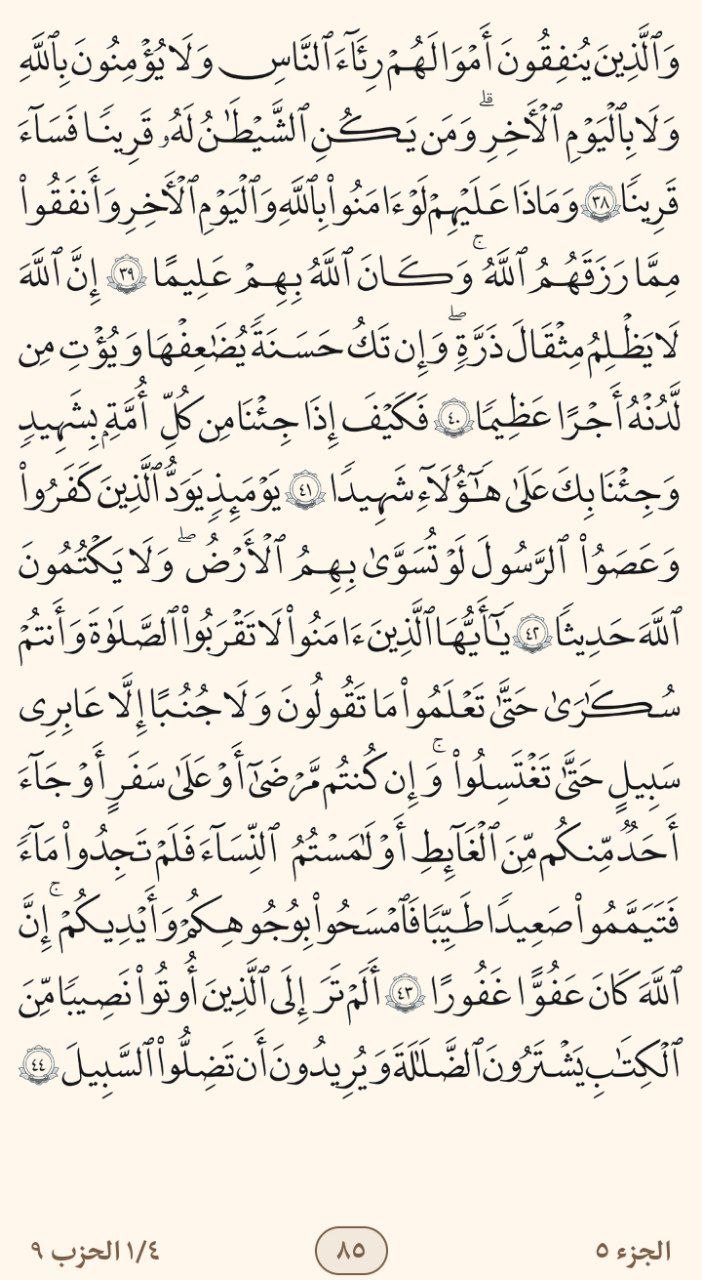 وَٱلَّذِينَ يُنفِقُونَ أَمْوَٰلَهُمْ رِئَآءَ ٱلنَّاسِ وَلَا يُؤْمِنُونَ بِٱللَّهِ
وَلَا بِٱلْيَوْمِ ٱلْأَخِرِ ۗ وَمَن يَكُنِ ٱلشَّيْطَٰنُ لَهُۥ قَرِينًا فَسَآءَ
قَرِينًا ٣٨ وَمَاذَا عَلَيْهِمْ لَوْ ءَامَنُوا۟ بِٱللَّهِ وَٱلْيَوْمِ ٱلْأَخِرِ وَأَنفَقُوا۟
مِمَّا رَزَقَهُمُ ٱللَّهُ ۚ وَكَانَ ٱللَّهُ بِهِمْ عَلِيمًا ٣٩ إِنَّ ٱللَّهَ
لَا يَظْلِمُ مِثْقَالَ ذَرَّةٍ ۖ وَإِن تَكُ حَسَنَةً يُضَٰعِفْهَا وَيُؤْتِ مِن
لَّدُنْهُ أَجْرًا عَظِيمًا ٤٠ فَكَيْفَ إِذَا جِئْنَا مِن كُلِّ أُمَّةٍۭ بِشَهِيدٍ
وَجِئْنَا بِكَ عَلَىٰ هَٰٓؤُلَآءِ شَهِيدًا ٤١ يَوْمَئِذٍ يَوَدُّ ٱلَّذِينَ كَفَرُوا۟
وَعَصَوُا۟ ٱلرَّسُولَ لَوْ تُسَوَّىٰ بِهِمُ ٱلْأَرْضُ ۖ وَلَا يَكْتُمُونَ
ٱللَّهَ حَدِيثًا ٤٢ يَٰٓأَيُّهَا ٱلَّذِينَ ءَامَنُوا۟ لَا تَقْرَبُوا۟ ٱلصَّلَوٰةَ وَأَنتُمْ
سُكَٰرَىٰ حَتَّىٰ تَعْلَمُوا۟ مَا تَقُولُونَ وَلَا جُنُبًا إِلَّا عَابِرِى
سَبِيلٍ حَتَّىٰ تَغْتَسِلُوا۟ ۚ وَإِن كُنتُم مَّرْضَىٰٓ أَوْ عَلَىٰ سَفَرٍ أَوْ جَآءَ
أَحَدٌ مِّنكُم مِّنَ ٱلْغَآئِطِ أَوْ لَٰمَسْتُمُ ٱلنِّسَآءَ فَلَمْ تَجِدُوا۟ مَآءً
فَتَيَمَّمُوا۟ صَعِيدًا طَيِّبًا فَٱمْسَحُوا۟ بِوُجُوهِكُمْ وَأَيْدِيكُمْ ۚ إِنَّ
ٱللَّهَ كَانَ عَفُوًّا غَفُورًا ٤٣ أَلَمْ تَرَ إِلَى ٱلَّذِينَ أُوتُوا۟ نَصِيبًا مِّنَ
ٱلْكِتَٰبِ يَشْتَرُونَ ٱلضَّلَٰلَةَ وَيُرِيدُونَ أَن تَضِلُّوا۟ ٱلسَّبِيلَ ٤٤
الجزء ٥ ٨٥ ١/٤ الحزب ٩